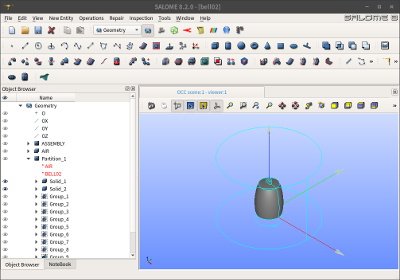 SALOME 8.2.0 - [bell02]
File View New Entity Operations Repair Inspection Tools Window Help
Geometry
SALOME 8
Object Browser
OCC scene:1 - viewer:1
Name
Geometry
O
OX
OY
OZ
ASSEMBLY
AIR
Partition_1
* AIR
* BELL02
Solid_1
Solid_2
Group_1
Group_2
Group_3
Group_4
Group_5
Group_6
Group_7
Group_8
Object Browser Notebook